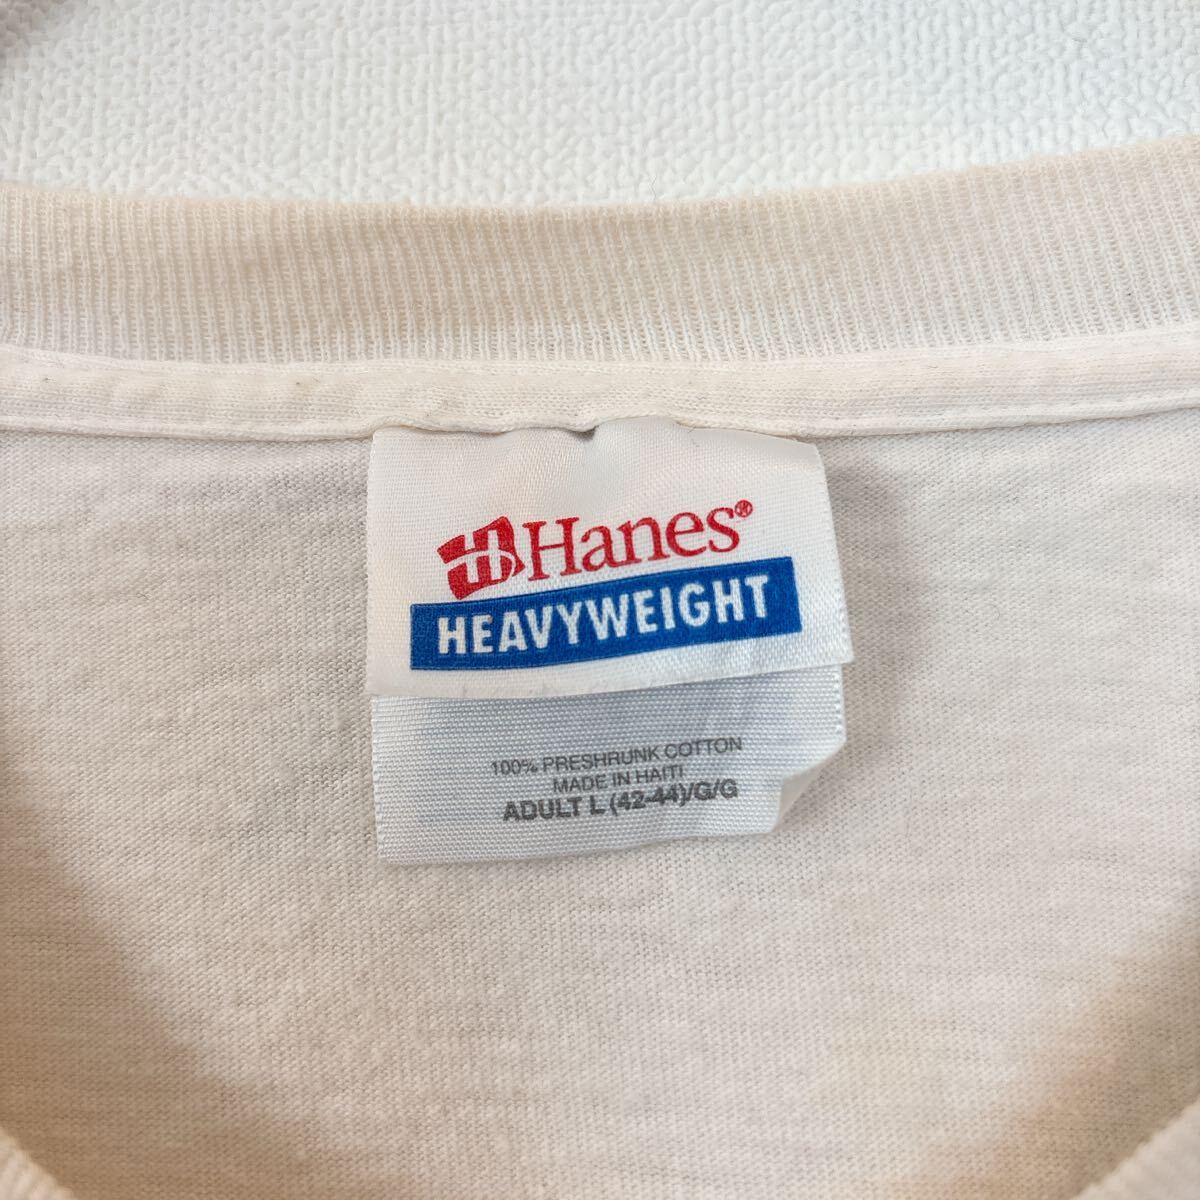 Hanes®
HEAVYWEIGHT
100% PRESHRUNK COTTON
MADE IN HAITI
ADULT L (42-44)/G/G